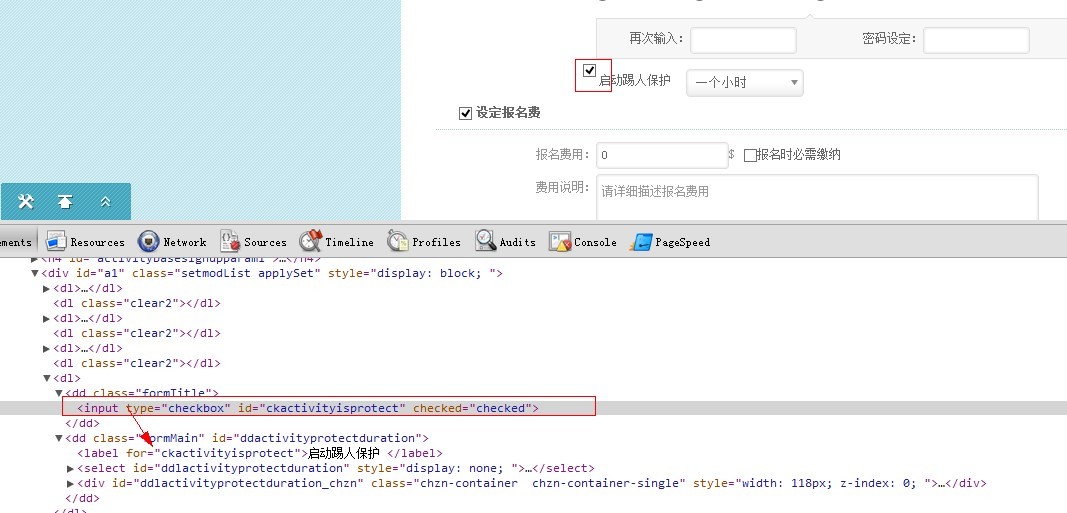 再次输入： 密码设定：
启动踢人保护 一个小时
设定报名费
报名费用： 0 $ 报名时必需缴纳
费用说明： 请详细描述报名费用
ements Resources Network Sources Timeline Profiles Audits Console PageSpeed
▶<h4 id="activitybasesignupparam1">…</h4>
▼<div id="a1" class="setmodList applySet" style="display: block; ">
▶<dl>…</dl>
<dl class="clear2"></dl>
▶<dl>…</dl>
<dl class="clear2"></dl>
▶<dl>…</dl>
<dl class="clear2"></dl>
▼<dl>
▼<dd class="formTitle">
<input type="checkbox" id="ckactivityisprotect" checked="checked">
</dd>
▼<dd class="formMain" id="ddactivityprotectduration">
<label for="ckactivityisprotect">启动踢人保护 </label>
▶<select id="ddlactivityprotectduration" style="display: none; ">…</select>
▶<div id="ddlactivityprotectduration_chzn" class="chzn-container  chzn-container-single" style="width: 118px; z-index: 0; ">…</div>
</dd>
</dl>